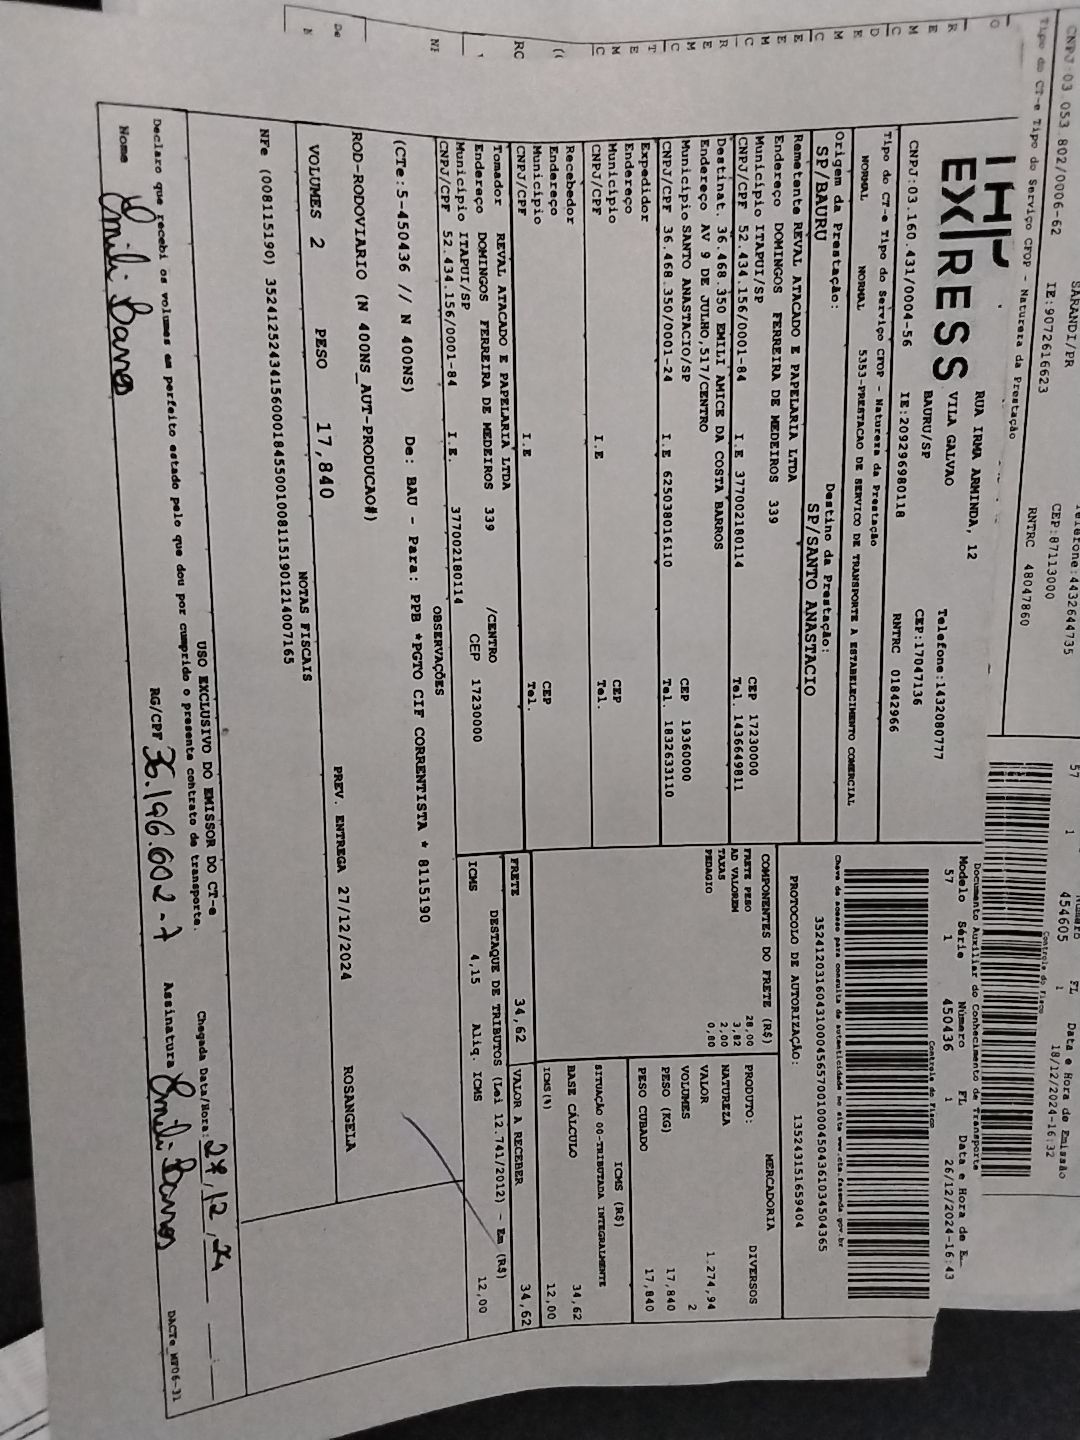 SARANDI/PR
CNPJ 03 053.802/0006-62
IE:9072616623
CEP:87113000
Telefone:4432644735
Tipo do CT-e Tipo do Serviço CFOP - Natureza da Prestação
RNTRC 48047860
57 1 454605 1 18/12/2024-16:32
Número FL Data e Hora de Emissão
Controle do Fisco
EXPRESS
RUA IRMA ARMINDA, 12
VILA GALVAO
BAURU/SP
Telefone:1432080777
CEP:17047136
CNPJ:03.160.431/0004-56 IE:209296980118 RNTRC 01842966
Tipo do CT-e Tipo do Serviço CFOP - Natureza da Prestação
NORMAL NORMAL 5353-PRESTACAO DE SERVICO DE TRANSPORTE A ESTABELECIMENTO COMERCIAL
Documento Auxiliar do Conhecimento de Transporte
Modelo Série Número FL Data e Hora de E
57 1 450436 1 26/12/2024-16:43
Controle do Fisco
Chave de acesso para consulta de autenticidade no site www.cte.fazenda.gov.br
35241203160431000456570010004504361034504365
PROTOCOLO DE AUTORIZAÇÃO: 135243151659404
Origem da Prestação: Destino da Prestação:
SP/BAURU SP/SANTO ANASTACIO
Remetente REVAL ATACADO E PAPELARIA LTDA
Endereço DOMINGOS FERREIRA DE MEDEIROS 339
Município ITAPUI/SP CEP 17230000
CNPJ/CPF 52.434.156/0001-84 I.E 377002180114 Tel. 1436649811
Destinat. 36.468.350 EMILI AMICE DA COSTA BARROS
Endereço AV 9 DE JULHO,517/CENTRO
Município SANTO ANASTACIO/SP CEP 19360000
CNPJ/CPF 36.468.350/0001-24 I.E 625038016110 Tel. 1832633110
Expedidor
Endereço
Município CEP
CNPJ/CPF I.E Tel.
Recebedor
Endereço
Município CEP
CNPJ/CPF I.E Tel.
Tomador REVAL ATACADO E PAPELARIA LTDA
Endereço DOMINGOS FERREIRA DE MEDEIROS 339 /CENTRO
Município ITAPUI/SP CEP 17230000
CNPJ/CPF 52.434.156/0001-84 I.E. 377002180114
COMPONENTES DO FRETE (R$)
FRETE PESO 28,00
AD VALOREM 3,82
TAXAS 2,00
PEDAGIO 0,80
MERCADORIA
PRODUTO: DIVERSOS
NATUREZA
VALOR 1.274,94
VOLUMES 2
PESO (KG) 17,840
PESO CUBADO 17,840
ICMS (R$)
SITUAÇÃO 00-TRIBUTADA INTEGRALMENTE
BASE CÁLCULO 34,62
ICMS(%) 12,00
FRETE 34,62 VALOR A RECEBER 34,62
DESTAQUE DE TRIBUTOS (Lei 12.741/2012) - Em (R$)
ICMS 4,15 Aliq. ICMS 12,00
OBSERVAÇÕES
(CTe:5-450436 // N 400NS) De: BAU - Para: PPB *PGTO CIF CORRENTISTA * 8115190
ROD-RODOVIARIO (N 400NS_AUT-PRODUCAO#)
VOLUMES 2 PESO 17,840 PREV. ENTREGA 27/12/2024 ROSANGELA
NOTAS FISCAIS
NFe (008115190) 35241252434156000184550010081151901214007165
USO EXCLUSIVO DO EMISSOR DO CT-e
Declaro que recebi os volumes em perfeito estado pelo que dou por cumprido o presente contrato de transporte.
Chegada Data/Hora: 27/12/24
Nome Emili Barros RG/CPF 36.196.602-7 Assinatura Emili Barros
DACTe_MF06-31